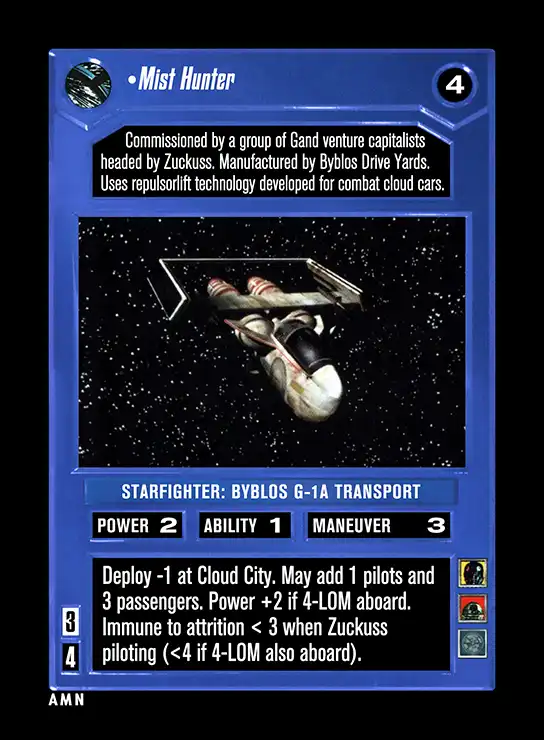 •Mist Hunter
4
Commissioned by a group of Gand venture capitalists
headed by Zuckuss. Manufactured by Byblos Drive Yards.
Uses repulsorlift technology developed for combat cloud cars.
STARFIGHTER: BYBLOS G-1A TRANSPORT
POWER 2 ABILITY 1 MANEUVER 3
Deploy -1 at Cloud City. May add 1 pilots and
3 passengers. Power +2 if 4-LOM aboard.
Immune to attrition < 3 when Zuckuss
piloting (<4 if 4-LOM also aboard).
3
4
AMN